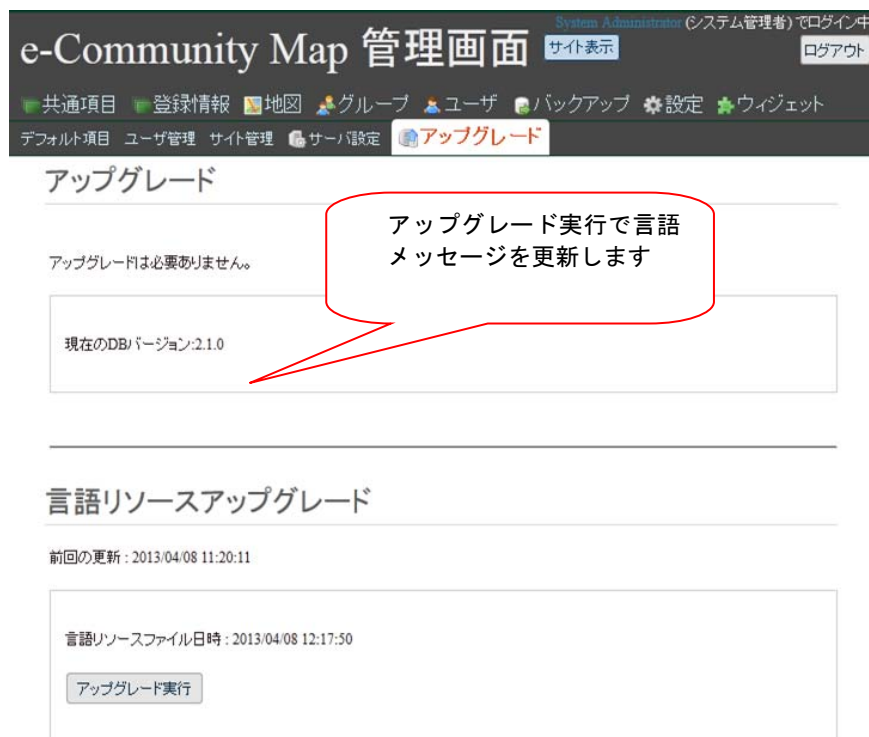 System Administrator (システム管理者) でログイン中
e-Community Map 管理画面
サイト表示
ログアウト
共通項目 登録情報 地図 グループ ユーザ バックアップ 設定 ウィジェット
デフォルト項目 ユーザ管理 サイト管理 サーバ設定 アップグレード
アップグレード
アップグレード実行で言語
メッセージを更新します
アップグレードは必要ありません。
現在のDBバージョン:2.1.0
言語リソースアップグレード
前回の更新 : 2013/04/08 11:20:11
言語リソースファイル日時 : 2013/04/08 12:17:50
アップグレード実行